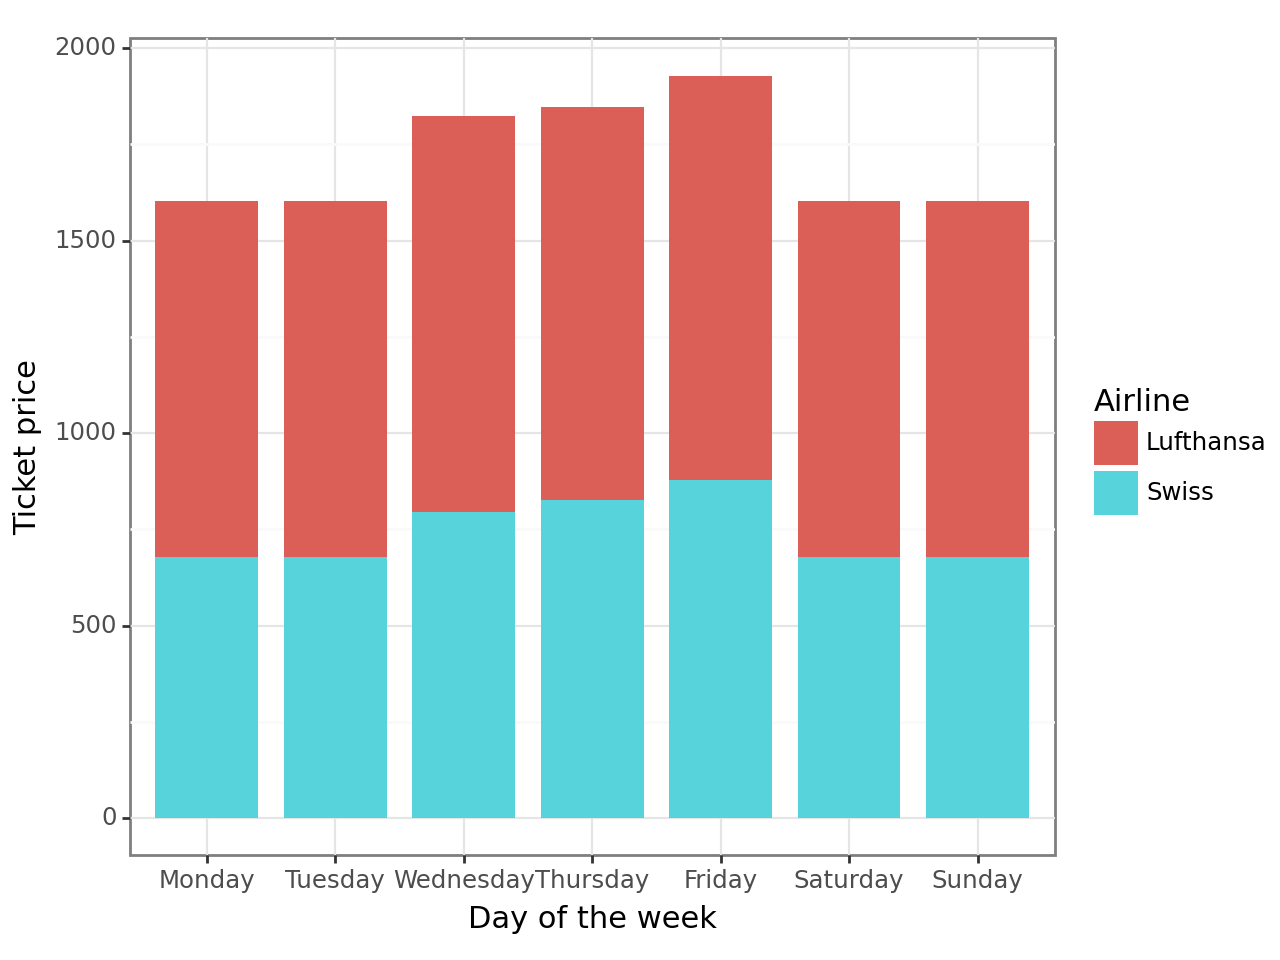 2000
1500
1000
500
0
Ticket price
Monday Tuesday Wednesday Thursday Friday Saturday Sunday
Day of the week
Airline
Lufthansa
Swiss